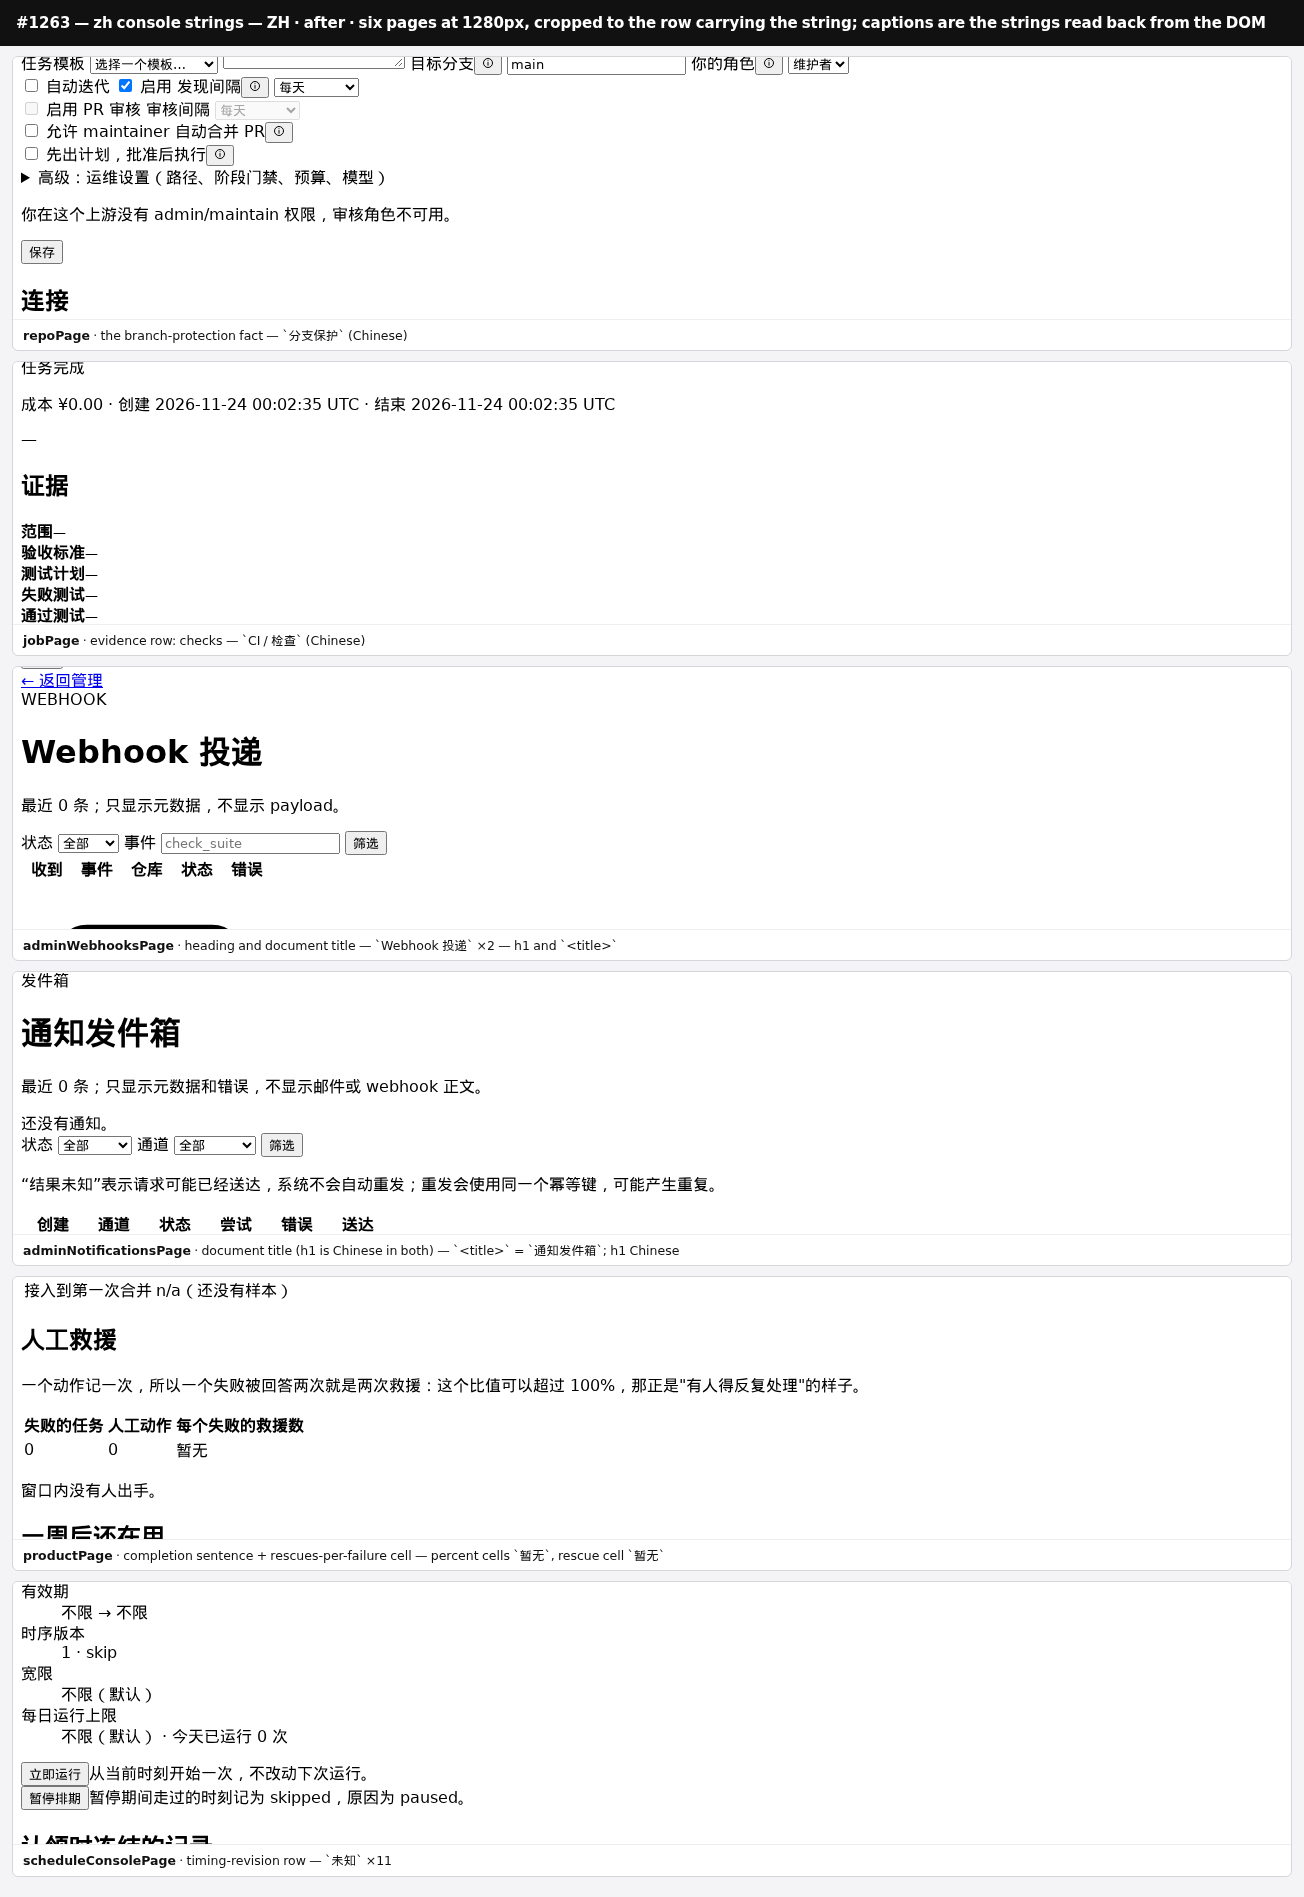 #1263 — zh console strings — ZH · after · six pages at 1280px, cropped to the row carrying the string; captions are the strings read back from the DOM
任务模板 选择一个模板... 目标分支 ⓘ main 你的角色 ⓘ 维护者
自动迭代 启用 发现间隔 ⓘ 每天
启用 PR 审核 审核间隔 每天
允许 maintainer 自动合并 PR ⓘ
先出计划，批准后执行 ⓘ
▶ 高级：运维设置（路径、阶段门禁、预算、模型）
你在这个上游没有 admin/maintain 权限，审核角色不可用。
保存
连接
repoPage · the branch-protection fact — `分支保护` (Chinese)
任务完成
成本 ¥0.00 · 创建 2026-11-24 00:02:35 UTC · 结束 2026-11-24 00:02:35 UTC
—
证据
范围—
验收标准—
测试计划—
失败测试—
通过测试—
jobPage · evidence row: checks — `CI / 检查` (Chinese)
← 返回管理
WEBHOOK
Webhook 投递
最近 0 条；只显示元数据，不显示 payload。
状态 全部 事件 check_suite 筛选
收到 事件 仓库 状态 错误
adminWebhooksPage · heading and document title — `Webhook 投递` ×2 — h1 and `<title>`
发件箱
通知发件箱
最近 0 条；只显示元数据和错误，不显示邮件或 webhook 正文。
还没有通知。
状态 全部 通道 全部 筛选
“结果未知”表示请求可能已经送达，系统不会自动重发；重发会使用同一个幂等键，可能产生重复。
创建 通道 状态 尝试 错误 送达
adminNotificationsPage · document title (h1 is Chinese in both) — `<title>` = `通知发件箱`; h1 Chinese
接入到第一次合并 n/a（还没有样本）
人工救援
一个动作记一次，所以一个失败被回答两次就是两次救援：这个比值可以超过 100%，那正是"有人得反复处理"的样子。
失败的任务 人工动作 每个失败的救援数
0 0 暂无
窗口内没有人出手。
一周后还在用
productPage · completion sentence + rescues-per-failure cell — percent cells `暂无`, rescue cell `暂无`
有效期
不限 → 不限
时序版本
1 · skip
宽限
不限（默认）
每日运行上限
不限（默认） · 今天已运行 0 次
立即运行从当前时刻开始一次，不改动下次运行。
暂停排期暂停期间走过的时刻记为 skipped，原因为 paused。
认领时冻结的记录
scheduleConsolePage · timing-revision row — `未知` ×11